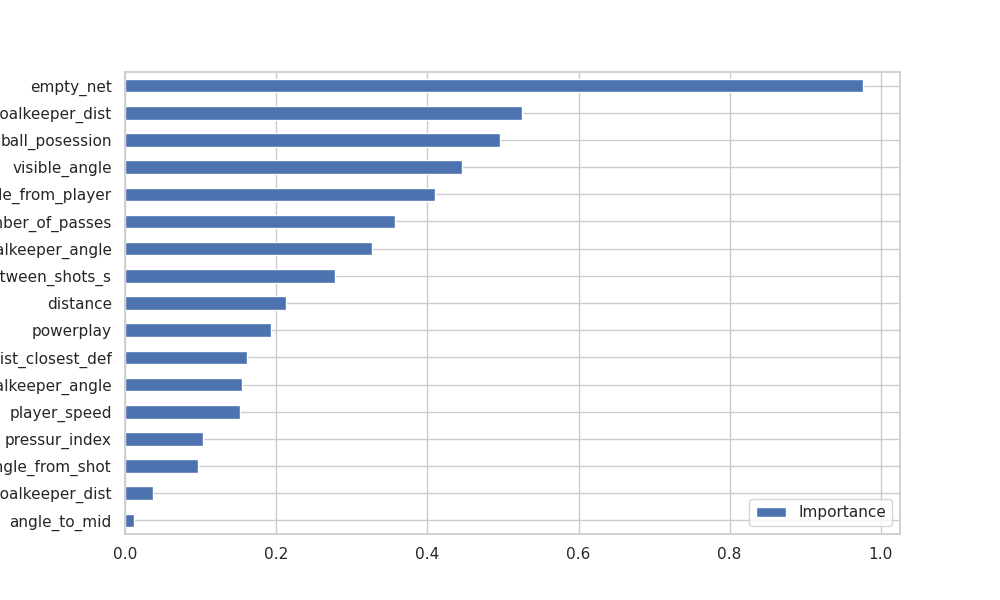 empty_net
oalkeeper_dist
ball_posession
visible_angle
le_from_player
nber_of_passes
alkeeper_angle
tween_shots_s
distance
powerplay
ist_closest_def
alkeeper_angle
player_speed
pressur_index
ngle_from_shot
oalkeeper_dist
angle_to_mid
Importance
0.0 0.2 0.4 0.6 0.8 1.0